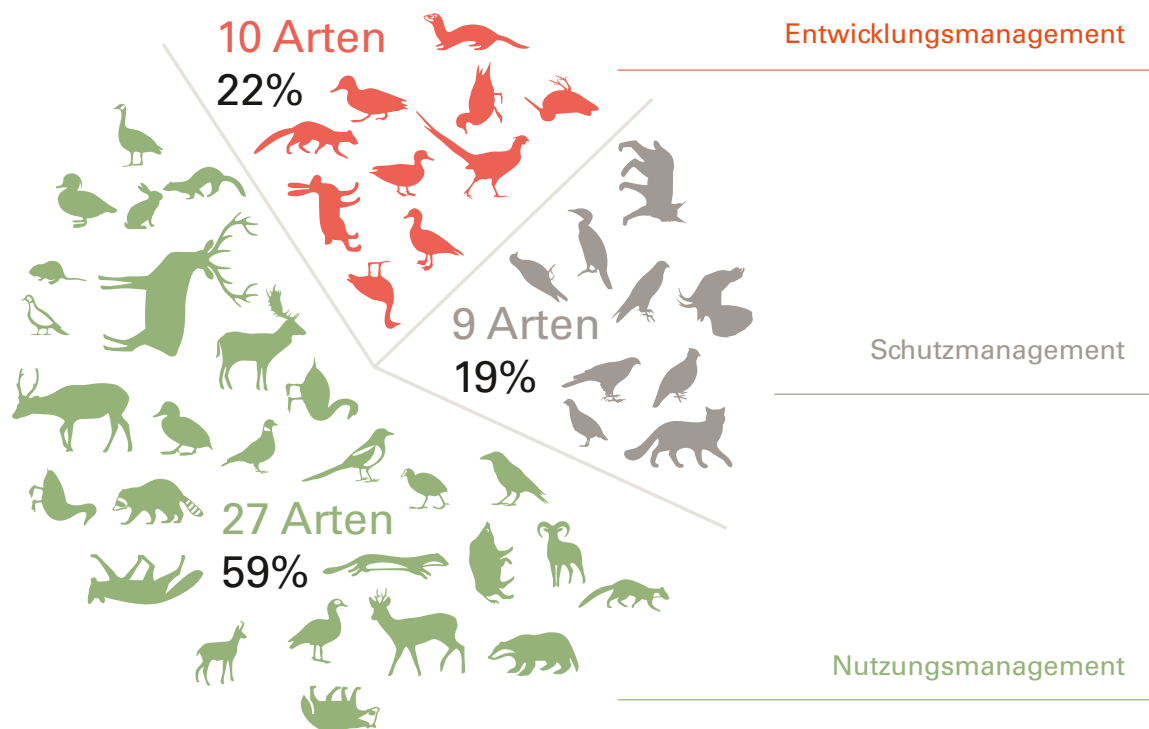 10 Arten
22%
Entwicklungsmanagement
9 Arten
19%
Schutzmanagement
27 Arten
59%
Nutzungsmanagement